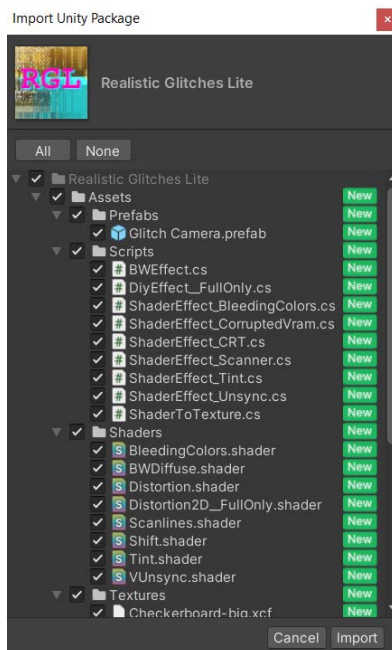 Import Unity Package
RGL
Realistic Glitches Lite
All
None
Realistic Glitches Lite
Assets New
Prefabs New
Glitch Camera.prefab New
Scripts New
BWEffect.cs New
DiyEffect__FullOnly.cs New
ShaderEffect_BleedingColors.cs New
ShaderEffect_CorruptedVram.cs New
ShaderEffect_CRT.cs New
ShaderEffect_Scanner.cs New
ShaderEffect_Tint.cs New
ShaderEffect_Unsync.cs New
ShaderToTexture.cs New
Shaders New
BleedingColors.shader New
BWDiffuse.shader New
Distortion.shader New
Distortion2D__FullOnly.shader New
Scanlines.shader New
Shift.shader New
Tint.shader New
VUnsync.shader New
Textures New
Checkerboard-big.xcf New
Cancel
Import